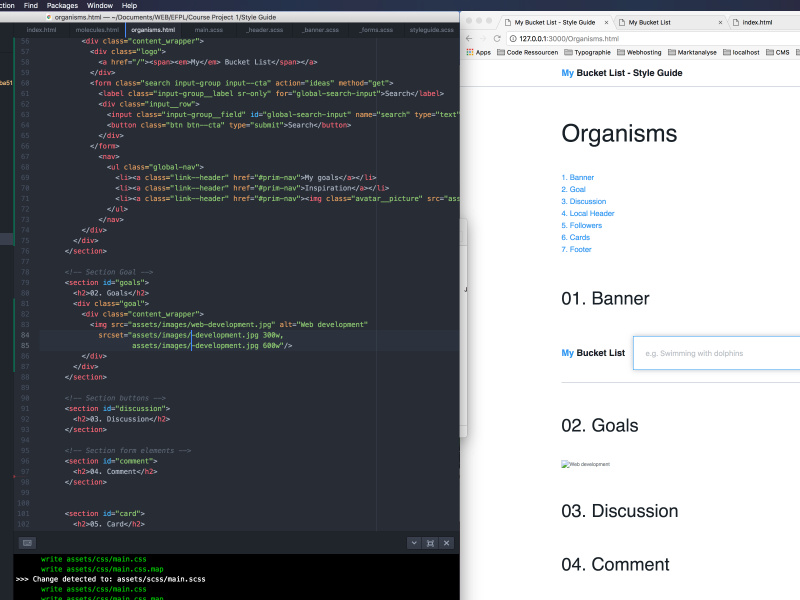 ction Find Packages Window Help
organisms.html — ~/Documents/WEB/EFPL/Course Project 1/Style Guide
index.html molecules.html organisms.html main.scss _header.scss _banner.scss _forms.scss styleguide.scss
56 <div class="content_wrapper">
57 <div class="logo">
58 <a href="/"><span><em>My</em> Bucket List</span></a>
59 </div>
60 <form class="search input-group input--cta" action="ideas" method="get">
61 <label class="input-group__label sr-only" for="global-search-input">Search</label>
62 <div class="input__row">
63 <input class="input-group__field" id="global-search-input" name="search" type="text"
64 <button class="btn btn--cta" type="submit">Search</button>
65 </div>
66 </form>
67 <nav>
68 <ul class="global-nav">
69 <li><a class="link--header" href="#prim-nav">My goals</a></li>
70 <li><a class="link--header" href="#prim-nav">Inspiration</a></li>
71 <li><a class="link--header" href="#prim-nav"><img class="avatar__picture" src="ass
72 </ul>
73 </nav>
74 </div>
75 </div>
76 </section>
77
78 <!-- Section Goal -->
79 <section id="goals">
80 <h2>02. Goals</h2>
81 <div class="goal">
82 <div class="content_wrapper">
83 <img src="assets/images/web-development.jpg" alt="Web development"
84 srcset="assets/images/-development.jpg 300w,
85 assets/images/-development.jpg 600w"/>
86 </div>
87 </div>
88 </section>
89
90 <!-- Section buttons -->
91 <section id="discussion">
92 <h2>03. Discussion</h2>
93 </section>
94
95 <!-- Section form elements -->
96 <section id="comment">
97 <h2>04. Comment</h2>
98 </section>
99
100
101 <section id="card">
102 <h2>05. Card</h2>
write assets/css/main.css
write assets/css/main.css.map
>>> Change detected to: assets/scss/main.scss
write assets/css/main.css
write assets/css/main.css.map
My Bucket List - Style Guide
My Bucket List
index.html
127.0.0.1:3000/Organisms.html
Apps Code Ressourcen Typographie Webhosting Marktanalyse localhost CMS
My Bucket List - Style Guide
Organisms
1. Banner
2. Goal
3. Discussion
4. Local Header
5. Followers
6. Cards
7. Footer
01. Banner
My Bucket List e.g. Swimming with dolphins
02. Goals
Web development
03. Discussion
04. Comment